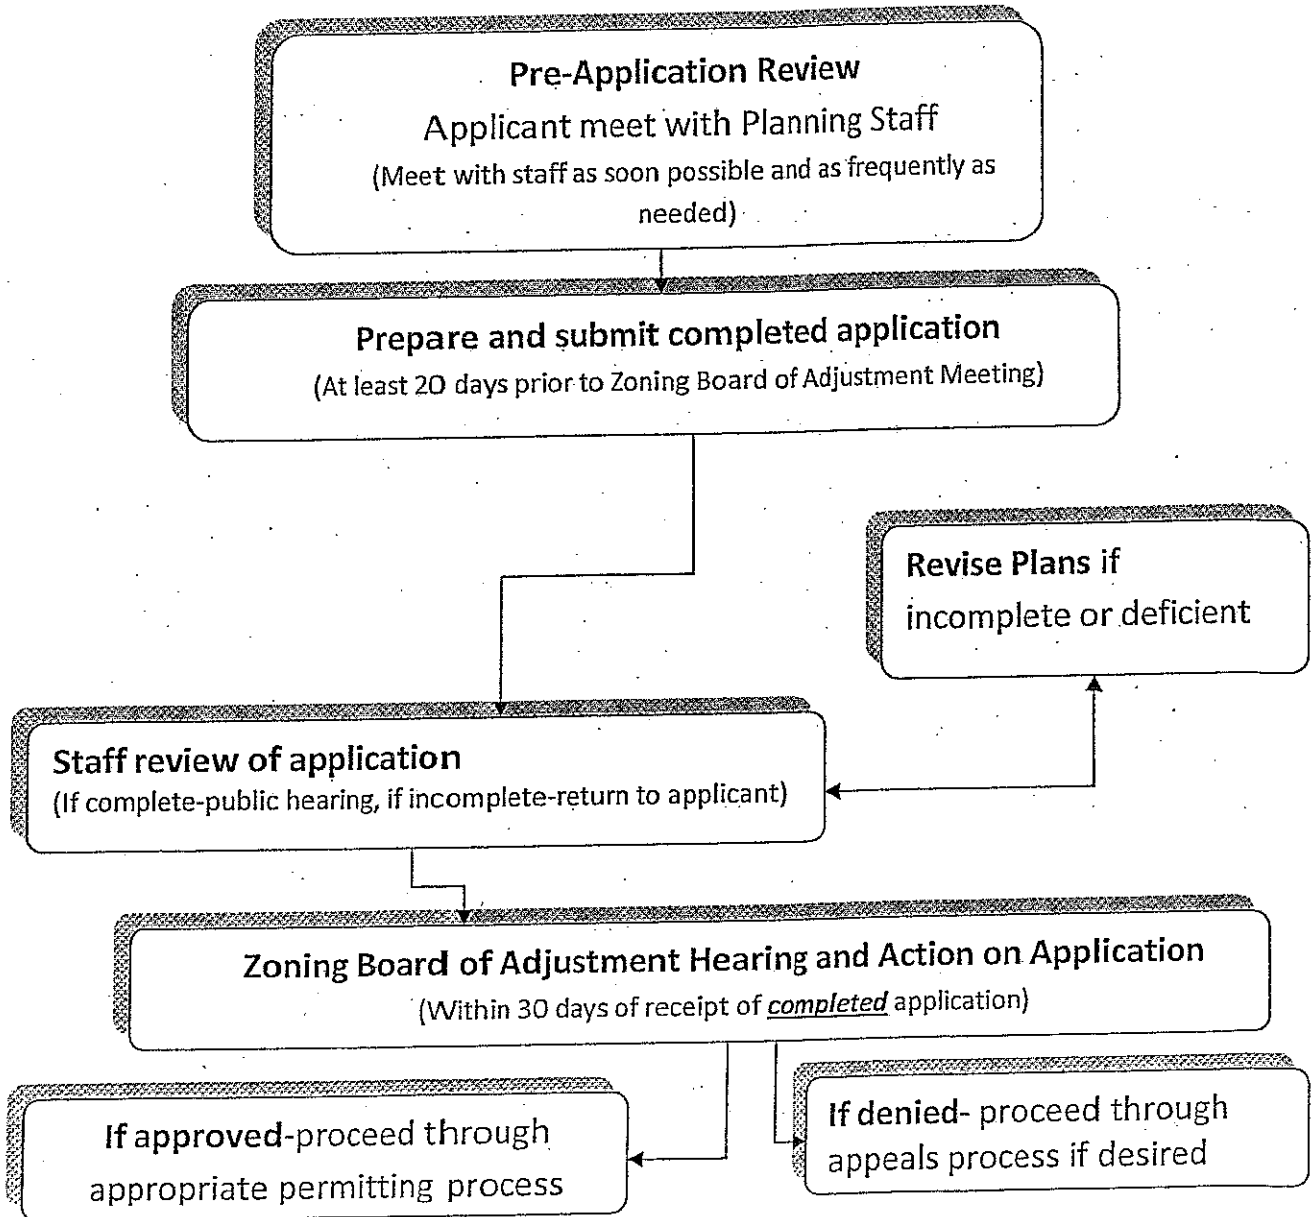 Pre-Application Review
Applicant meet with Planning Staff
(Meet with staff as soon possible and as frequently as
needed)
Prepare and submit completed application
(At least 20 days prior to Zoning Board of Adjustment Meeting)
Revise Plans if
incomplete or deficient
Staff review of application
(If complete-public hearing, if incomplete-return to applicant)
Zoning Board of Adjustment Hearing and Action on Application
(Within 30 days of receipt of completed application)
If approved-proceed through
appropriate permitting process
If denied- proceed through
appeals process if desired